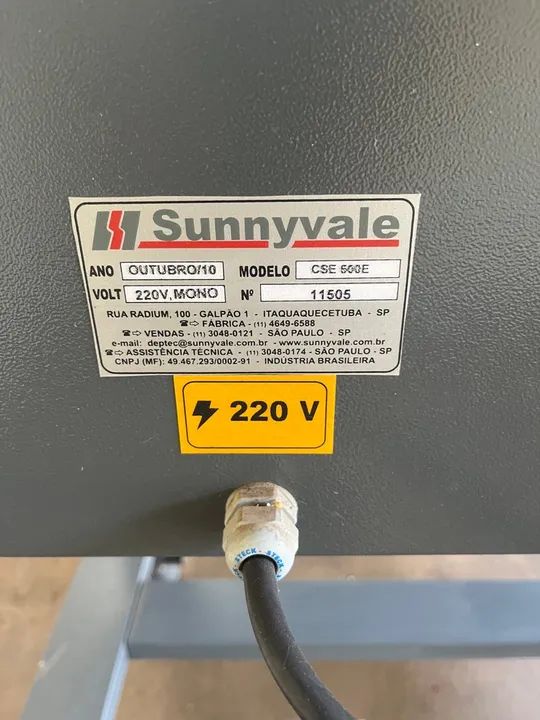 Sunnyvale
ANO OUTUBRO/10 MODELO CSE 500E
VOLT 220V, MONO Nº 11505
RUA RADIUM, 100 - GALPÃO 1 - ITAQUAQUECETUBA - SP
☎⇨ FÁBRICA - (11) 4649-6588
☎⇨ VENDAS - (11) 3048-0121 - SÃO PAULO - SP
e-mail: deptec@sunnyvale.com.br - www.sunnyvale.com.br
☎⇨ ASSISTÊNCIA TÉCNICA - (11) 3048-0174 - SÃO PAULO - SP
CNPJ (MF): 49.467.293/0002-91 - INDÚSTRIA BRASILEIRA
220 V
STECK - STECK